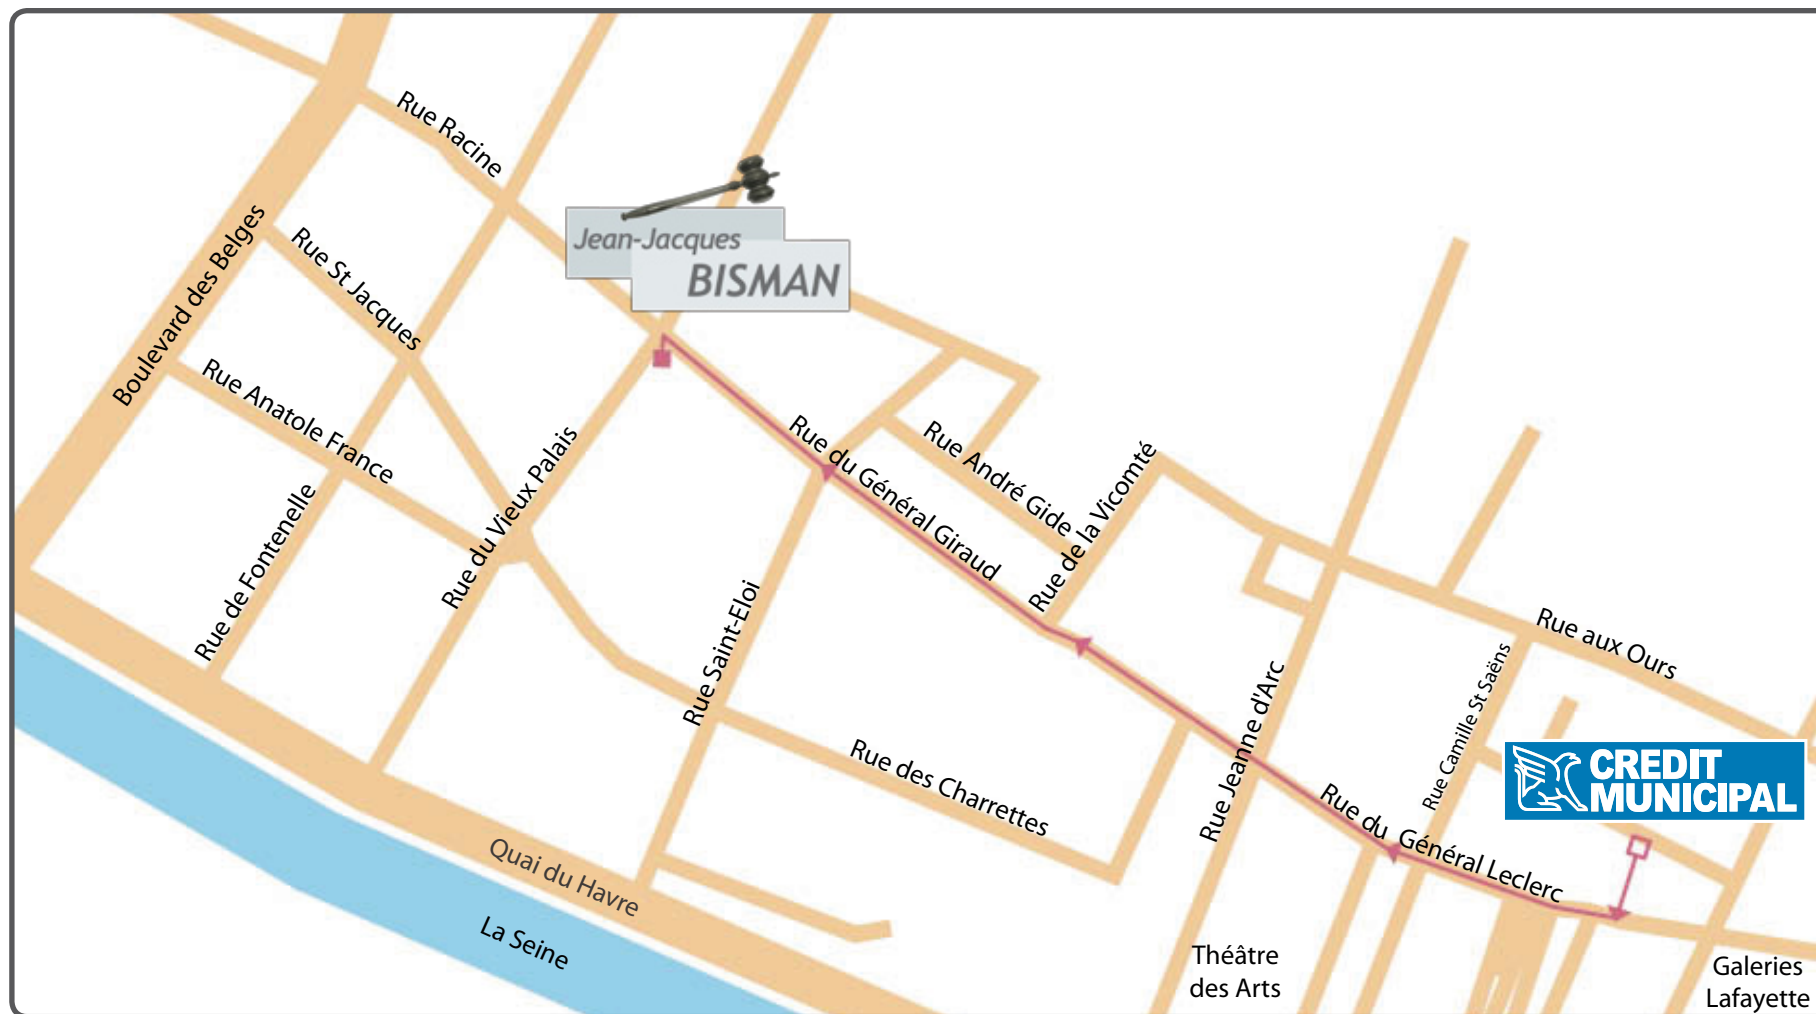 Rue Racine
Boulevard des Belges
Rue St Jacques
Jean-Jacques
BISMAN
Rue Anatole France
Rue de Fontenelle
Rue du Vieux Palais
Rue du Général Giraud
Rue André Gide
Rue de la Vicomté
Rue Saint-Eloi
Rue aux Ours
Rue Jeanne d'Arc
Rue Camille St Saëns
CREDIT
MUNICIPAL
Rue des Charrettes
Rue du Général Leclerc
Quai du Havre
La Seine
Théâtre
des Arts
Galeries
Lafayette